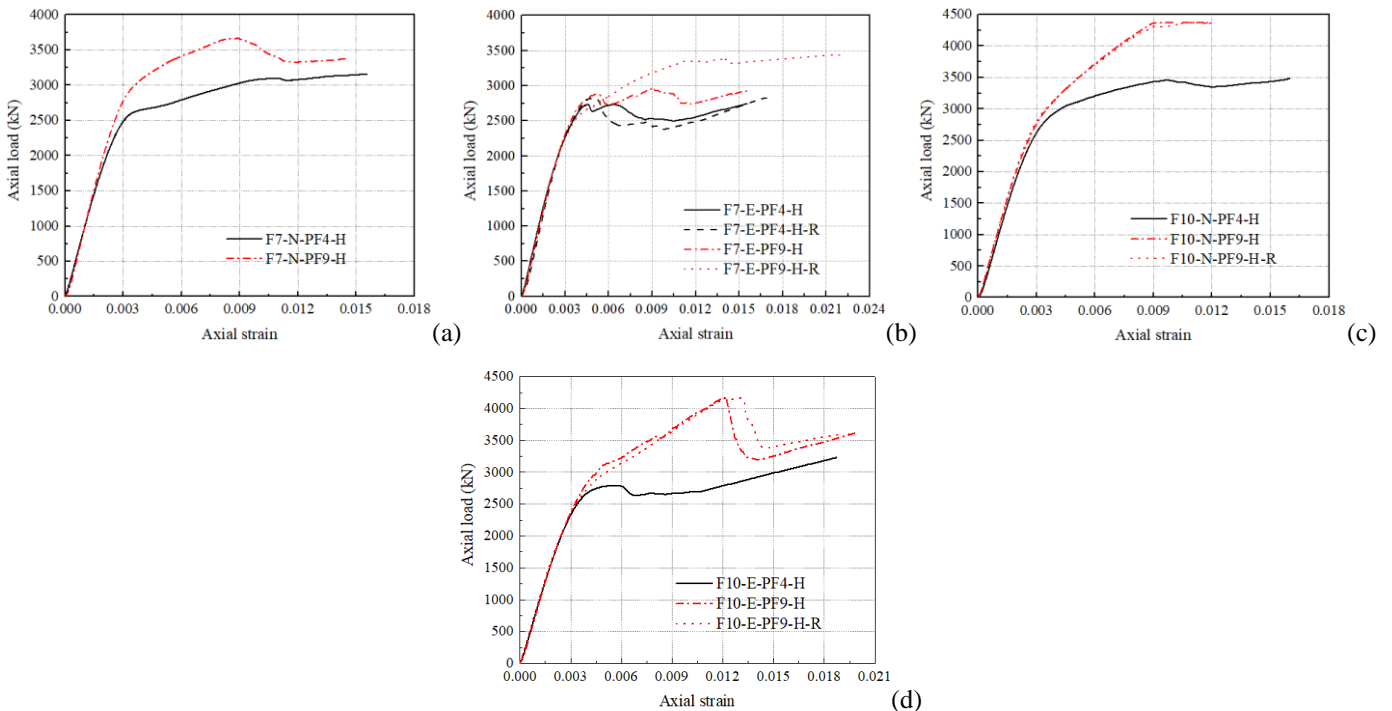 4000
3500
3000
2500
2000
1500
1000
500
0
Axial load (kN)
F7-N-PF4-H
F7-N-PF9-H
0.000 0.003 0.006 0.009 0.012 0.015 0.018
Axial strain
(a)
4000
3500
3000
2500
2000
1500
1000
500
0
Axial load (kN)
F7-E-PF4-H
F7-E-PF4-H-R
F7-E-PF9-H
F7-E-PF9-H-R
0.000 0.003 0.006 0.009 0.012 0.015 0.018 0.021 0.024
Axial strain
(b)
4500
4000
3500
3000
2500
2000
1500
1000
500
0
Axial load (kN)
F10-N-PF4-H
F10-N-PF9-H
F10-N-PF9-H-R
0.000 0.003 0.006 0.009 0.012 0.015 0.018
Axial strain
(c)
4500
4000
3500
3000
2500
2000
1500
1000
500
0
Axial load (kN)
F10-E-PF4-H
F10-E-PF9-H
F10-E-PF9-H-R
0.000 0.003 0.006 0.009 0.012 0.015 0.018 0.021
Axial strain
(d)